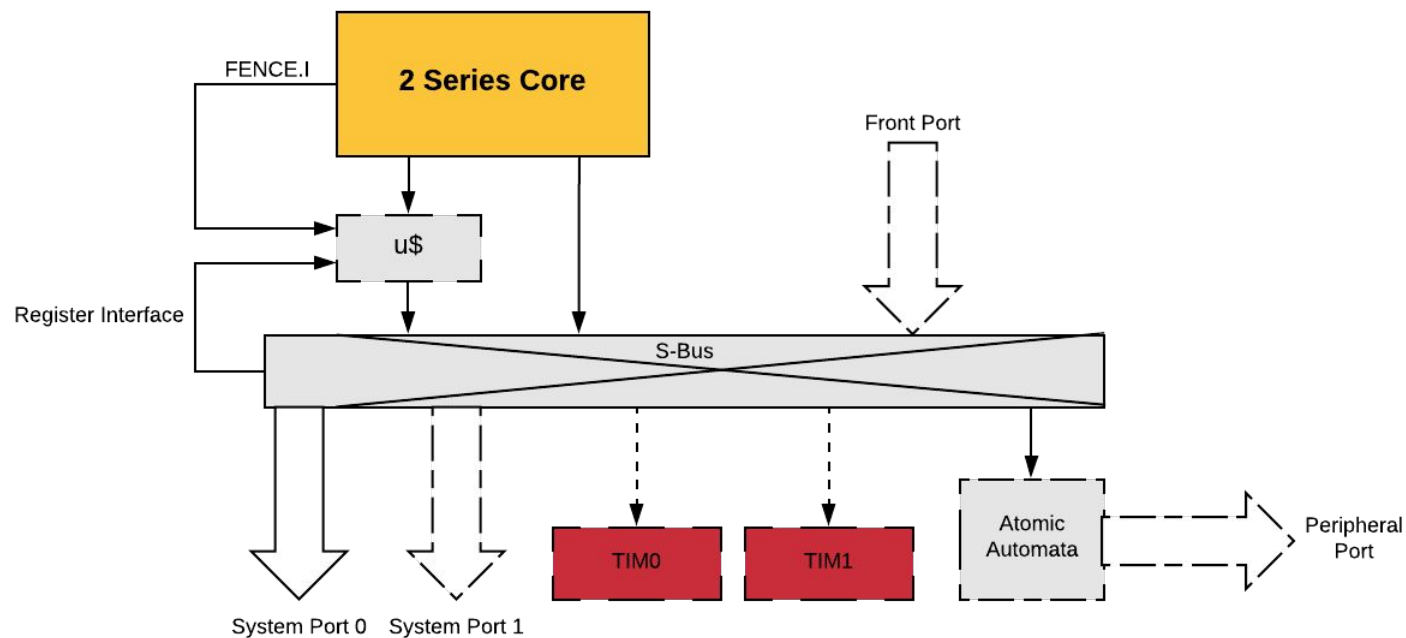 FENCE.I
2 Series Core
Front Port
u$
Register Interface
S-Bus
TIM0
TIM1
Atomic
Automata
Peripheral
Port
System Port 0
System Port 1